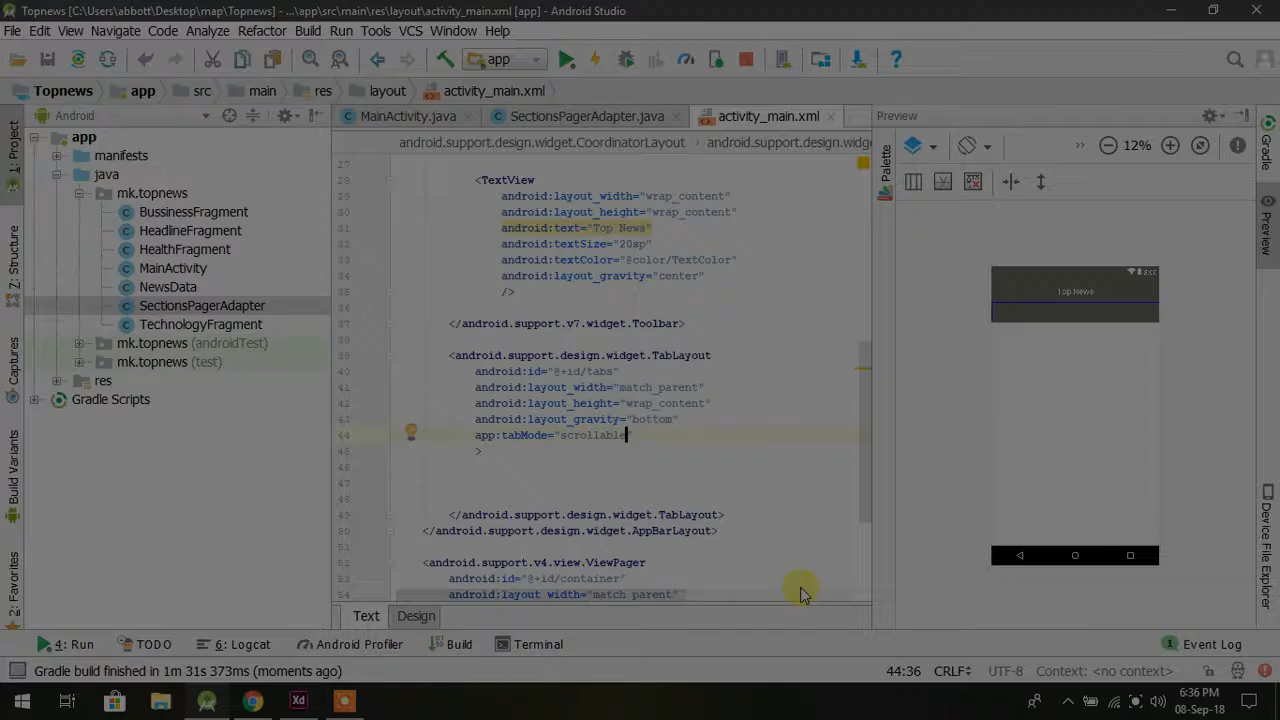 Topnews [C:\Users\abbott\Desktop\map\Topnews] - ...\app\src\main\res\layout\activity_main.xml [app] - Android Studio
File Edit View Navigate Code Analyze Refactor Build Run Tools VCS Window Help
app
Topnews app src main res layout activity_main.xml
Android
MainActivity.java SectionsPagerAdapter.java activity_main.xml
Preview
android.support.design.widget.CoordinatorLayout android.support.design.widg
12%
1: Project
Z: Structure
Captures
Build Variants
2: Favorites
app
manifests
java
mk.topnews
BussinessFragment
HeadlineFragment
HealthFragment
MainActivity
NewsData
SectionsPagerAdapter
TechnologyFragment
mk.topnews (androidTest)
mk.topnews (test)
res
Gradle Scripts
27
28 <TextView
29 android:layout_width="wrap_content"
30 android:layout_height="wrap_content"
31 android:text="Top News"
32 android:textSize="20sp"
33 android:textColor="@color/TextColor"
34 android:layout_gravity="center"
35 />
36
37 </android.support.v7.widget.Toolbar>
38
39 <android.support.design.widget.TabLayout
40 android:id="@+id/tabs"
41 android:layout_width="match_parent"
42 android:layout_height="wrap_content"
43 android:layout_gravity="bottom"
44 app:tabMode="scrollable"
45 >
46
47
48
49 </android.support.design.widget.TabLayout>
50 </android.support.design.widget.AppBarLayout>
51
52 <android.support.v4.view.ViewPager
53 android:id="@+id/container"
54 android:layout_width="match_parent"
Text Design
Palette
8:00
Top News
Gradle
Preview
Device File Explorer
4: Run TODO 6: Logcat Android Profiler Build Terminal 1 Event Log
Gradle build finished in 1m 31s 373ms (moments ago) 44:36 CRLF UTF-8 Context: <no context>
Xd
6:36 PM
08-Sep-18